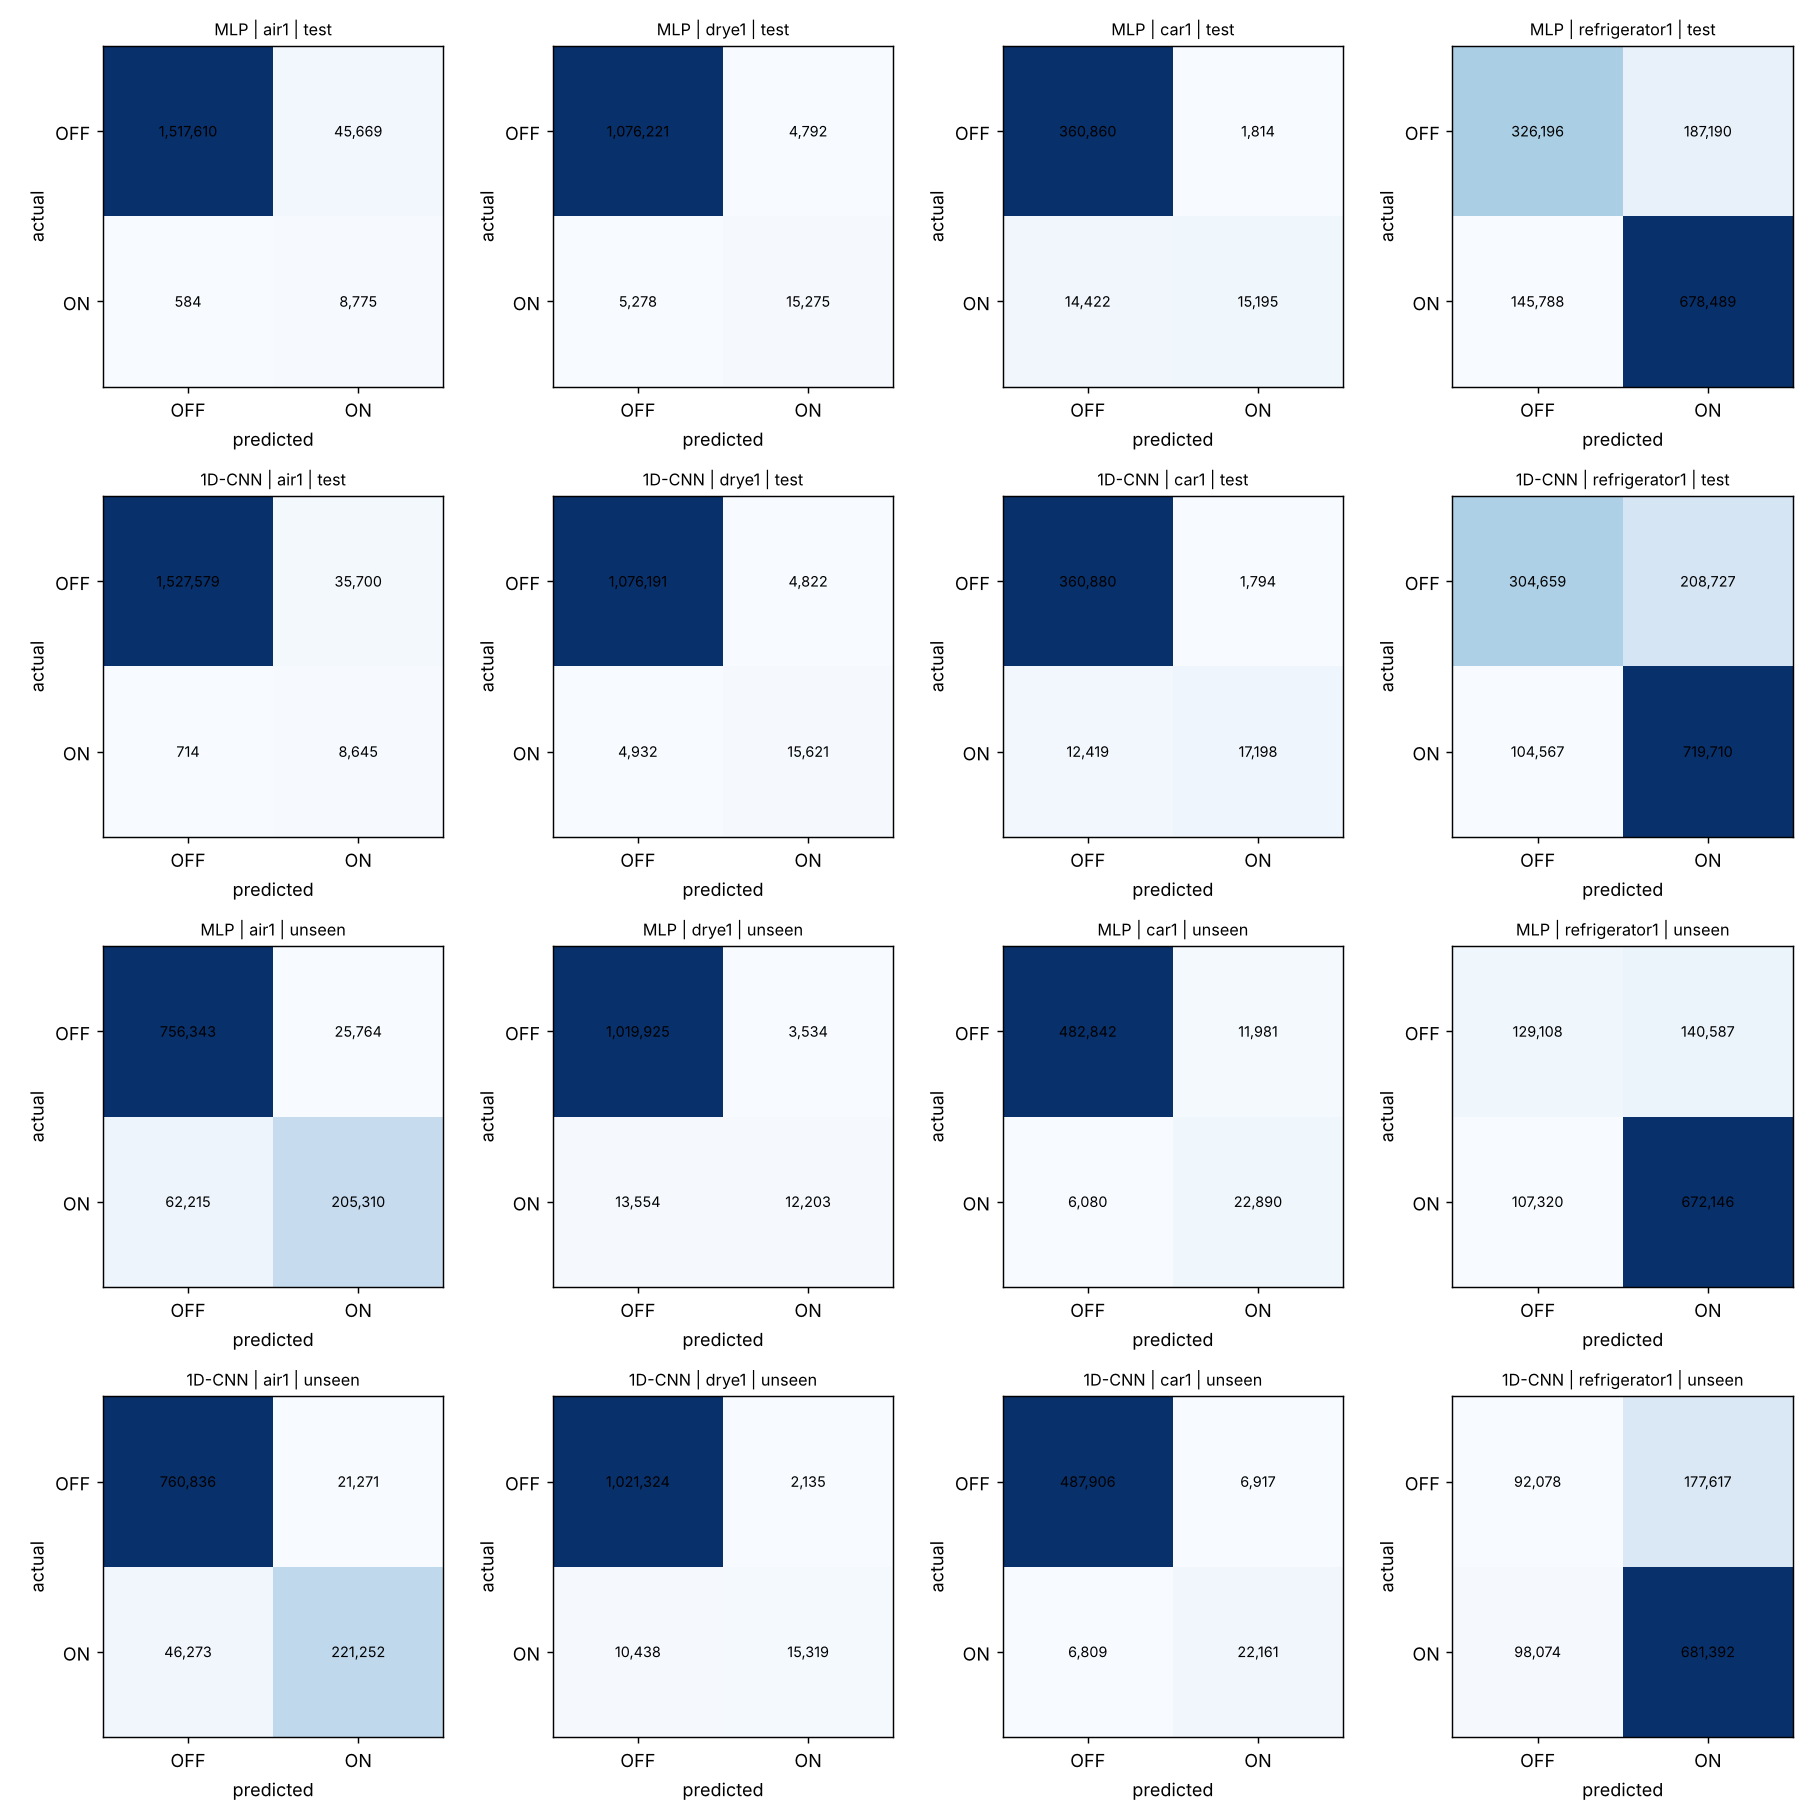 MLP | air1 | test
MLP | drye1 | test
MLP | car1 | test
MLP | refrigerator1 | test
OFF 1,517,610 45,669
OFF 1,076,221 4,792
OFF 360,860 1,814
OFF 326,196 187,190
actual
actual
actual
actual
ON 584 8,775
ON 5,278 15,275
ON 14,422 15,195
ON 145,788 678,489
OFF ON
OFF ON
OFF ON
OFF ON
predicted
predicted
predicted
predicted
1D-CNN | air1 | test
1D-CNN | drye1 | test
1D-CNN | car1 | test
1D-CNN | refrigerator1 | test
OFF 1,527,579 35,700
OFF 1,076,191 4,822
OFF 360,880 1,794
OFF 304,659 208,727
actual
actual
actual
actual
ON 714 8,645
ON 4,932 15,621
ON 12,419 17,198
ON 104,567 719,710
OFF ON
OFF ON
OFF ON
OFF ON
predicted
predicted
predicted
predicted
MLP | air1 | unseen
MLP | drye1 | unseen
MLP | car1 | unseen
MLP | refrigerator1 | unseen
OFF 756,343 25,764
OFF 1,019,925 3,534
OFF 482,842 11,981
OFF 129,108 140,587
actual
actual
actual
actual
ON 62,215 205,310
ON 13,554 12,203
ON 6,080 22,890
ON 107,320 672,146
OFF ON
OFF ON
OFF ON
OFF ON
predicted
predicted
predicted
predicted
1D-CNN | air1 | unseen
1D-CNN | drye1 | unseen
1D-CNN | car1 | unseen
1D-CNN | refrigerator1 | unseen
OFF 760,836 21,271
OFF 1,021,324 2,135
OFF 487,906 6,917
OFF 92,078 177,617
actual
actual
actual
actual
ON 46,273 221,252
ON 10,438 15,319
ON 6,809 22,161
ON 98,074 681,392
OFF ON
OFF ON
OFF ON
OFF ON
predicted
predicted
predicted
predicted